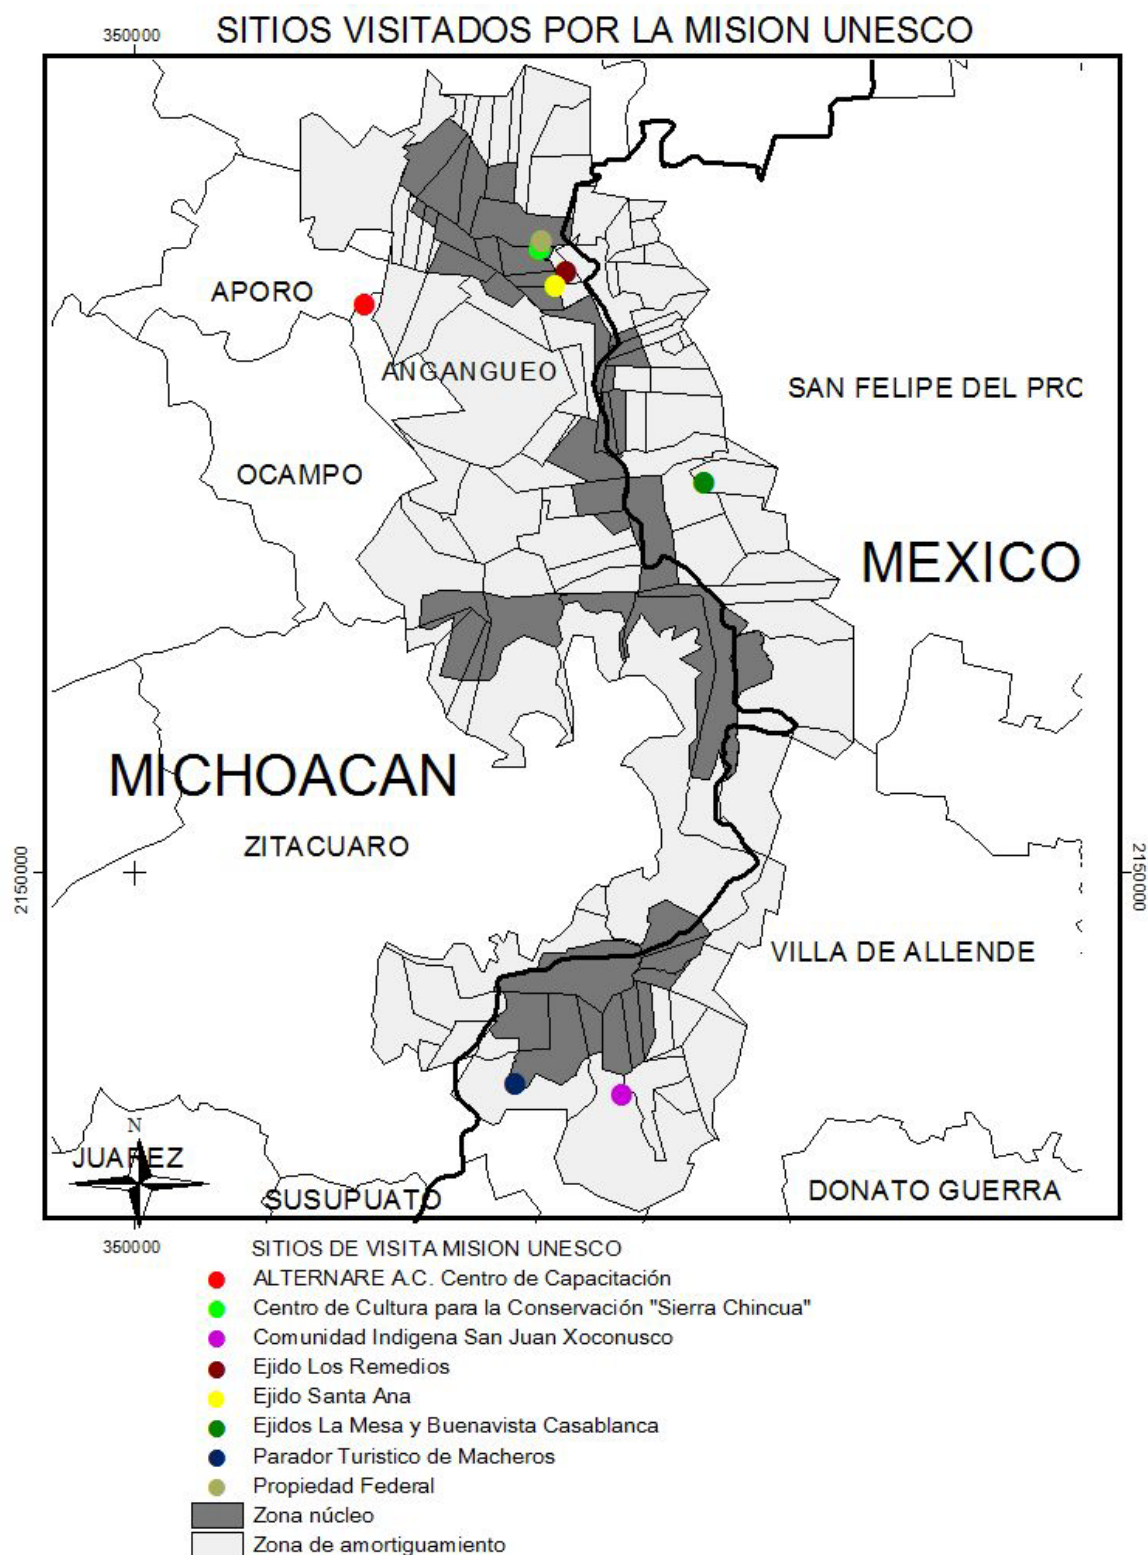 SITIOS VISITADOS POR LA MISION UNESCO
350000
APORO
ANGANGUEO
SAN FELIPE DEL PRO
OCAMPO
MEXICO
MICHOACAN
ZITACUARO
2150000
2150000
VILLA DE ALLENDE
N
JUAREZ
SUSUPUATO
DONATO GUERRA
350000
SITIOS DE VISITA MISION UNESCO
ALTERNARE A.C. Centro de Capacitación
Centro de Cultura para la Conservación "Sierra Chincua"
Comunidad Indigena San Juan Xoconusco
Ejido Los Remedios
Ejido Santa Ana
Ejidos La Mesa y Buenavista Casablanca
Parador Turistico de Macheros
Propiedad Federal
Zona núcleo
Zona de amortiguamiento